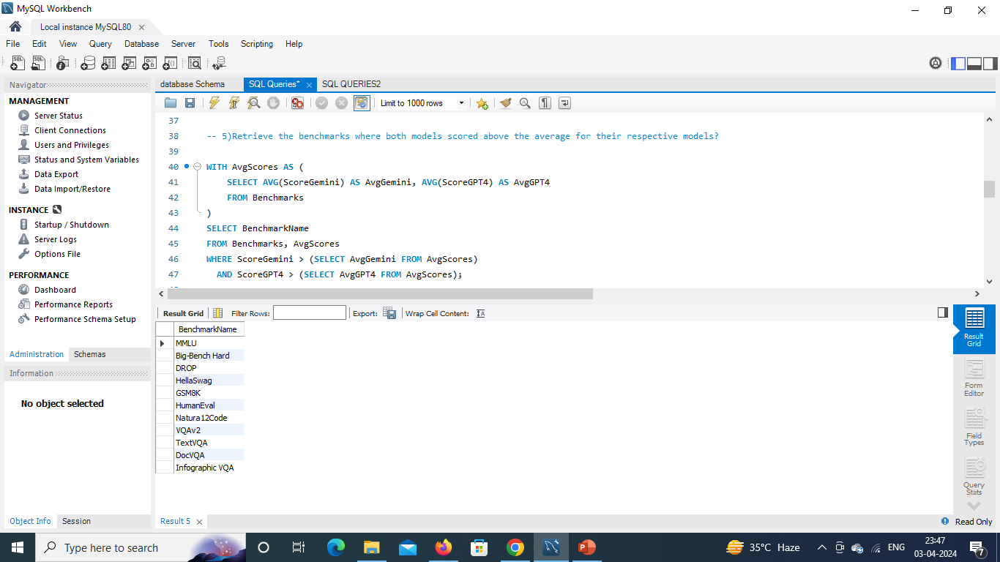 MySQL Workbench
Local instance MySQL80
File Edit View Query Database Server Tools Scripting Help
Navigator
MANAGEMENT
Server Status
Client Connections
Users and Privileges
Status and System Variables
Data Export
Data Import/Restore
INSTANCE
Startup / Shutdown
Server Logs
Options File
PERFORMANCE
Dashboard
Performance Reports
Performance Schema Setup
Administration Schemas
Information
No object selected
Object Info Session
database Schema SQL Queries* SQL QUERIES2
Limit to 1000 rows
37
38 -- 5)Retrieve the benchmarks where both models scored above the average for their respective models?
39
40 WITH AvgScores AS (
41 SELECT AVG(ScoreGemini) AS AvgGemini, AVG(ScoreGPT4) AS AvgGPT4
42 FROM Benchmarks
43 )
44 SELECT BenchmarkName
45 FROM Benchmarks, AvgScores
46 WHERE ScoreGemini > (SELECT AvgGemini FROM AvgScores)
47 AND ScoreGPT4 > (SELECT AvgGPT4 FROM AvgScores);
Result Grid Filter Rows: Export: Wrap Cell Content:
BenchmarkName
MMLU
Big-Bench Hard
DROP
HellaSwag
GSM8K
HumanEval
Natura12Code
VQAv2
TextVQA
DocVQA
Infographic VQA
Result
Grid
Form
Editor
Field
Types
Query
Stats
Result 5
Read Only
Type here to search
35°C Haze
ENG
23:47
03-04-2024
7